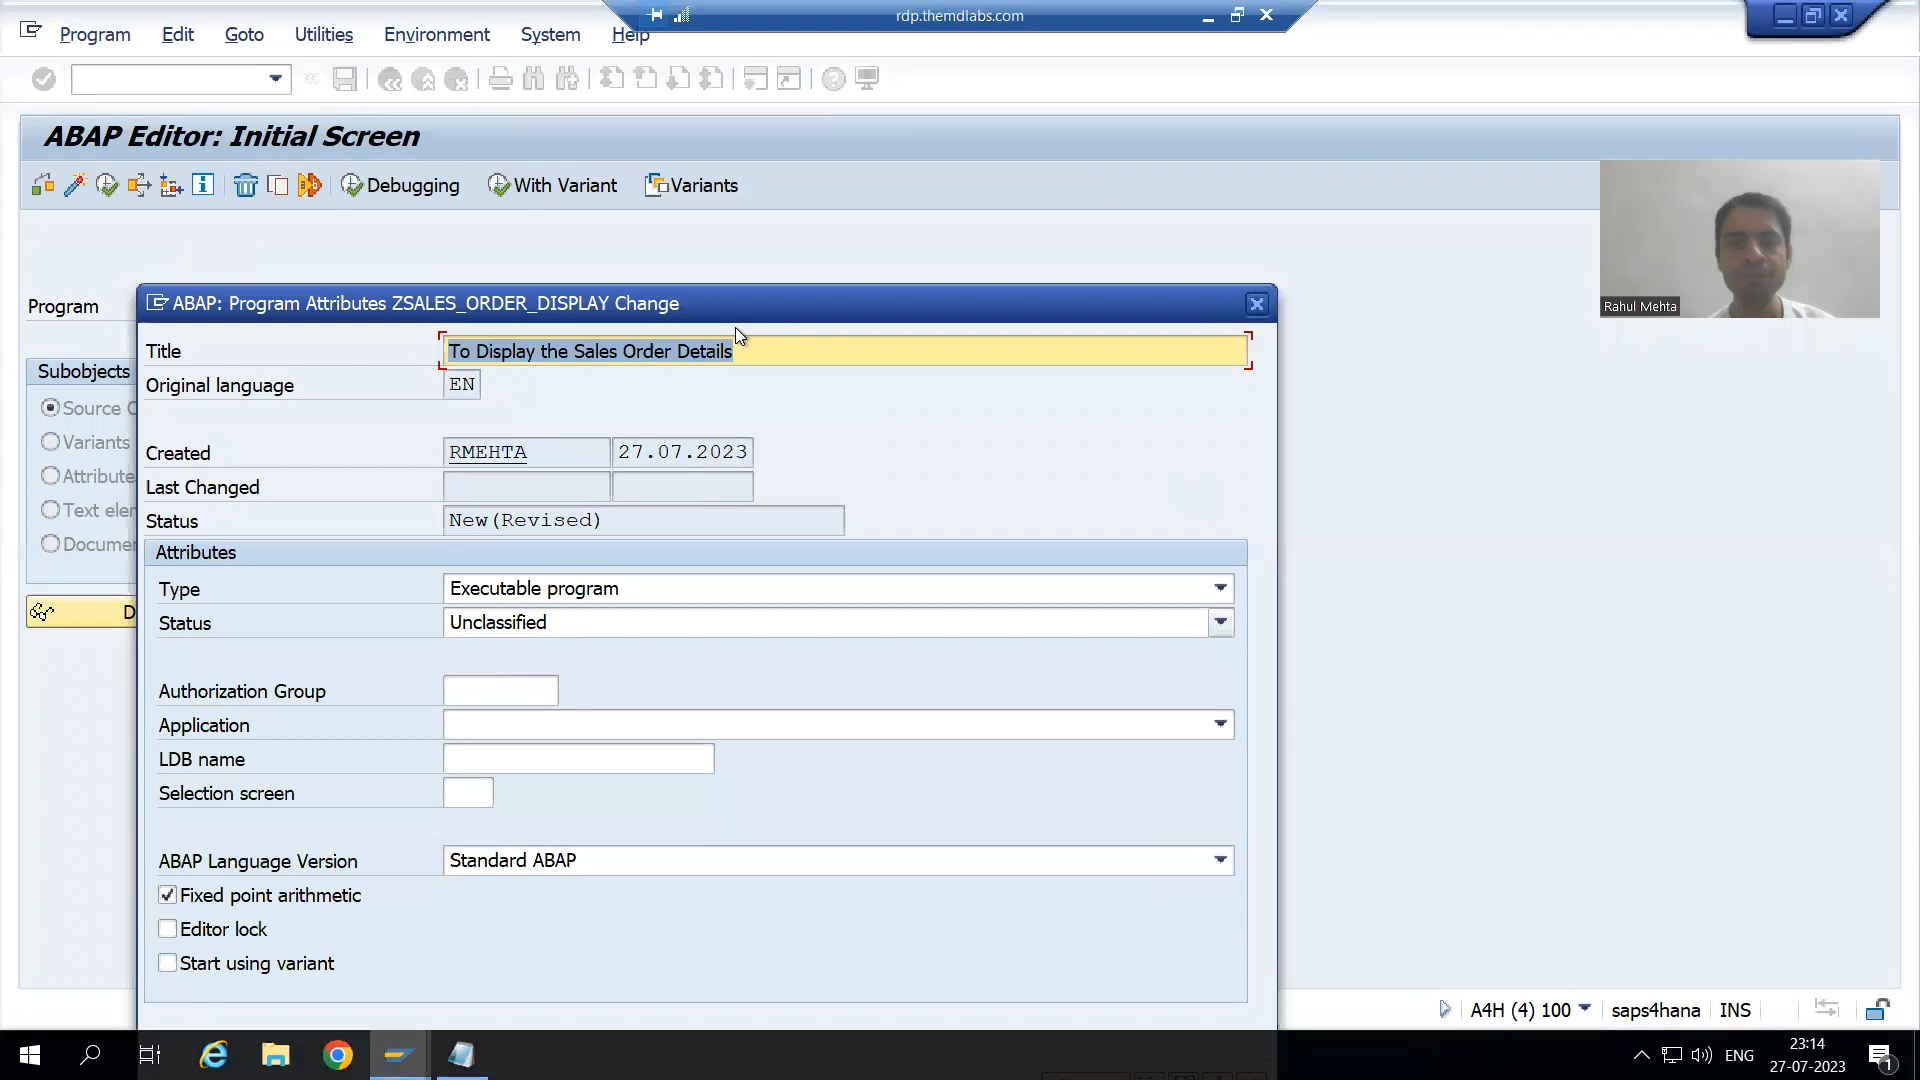 rdp.themdlabs.com
Program Edit Goto Utilities Environment System Help
ABAP Editor: Initial Screen
Debugging With Variant Variants
Rahul Mehta
Program
ABAP: Program Attributes ZSALES_ORDER_DISPLAY Change
Title To Display the Sales Order Details
Original language EN
Subobjects
Source C
Variants
Attribute
Text eler
Documer
D
Created RMEHTA 27.07.2023
Last Changed
Status New(Revised)
Attributes
Type Executable program
Status Unclassified
Authorization Group
Application
LDB name
Selection screen
ABAP Language Version Standard ABAP
Fixed point arithmetic
Editor lock
Start using variant
A4H (4) 100 saps4hana INS
ENG
23:14
27-07-2023
1